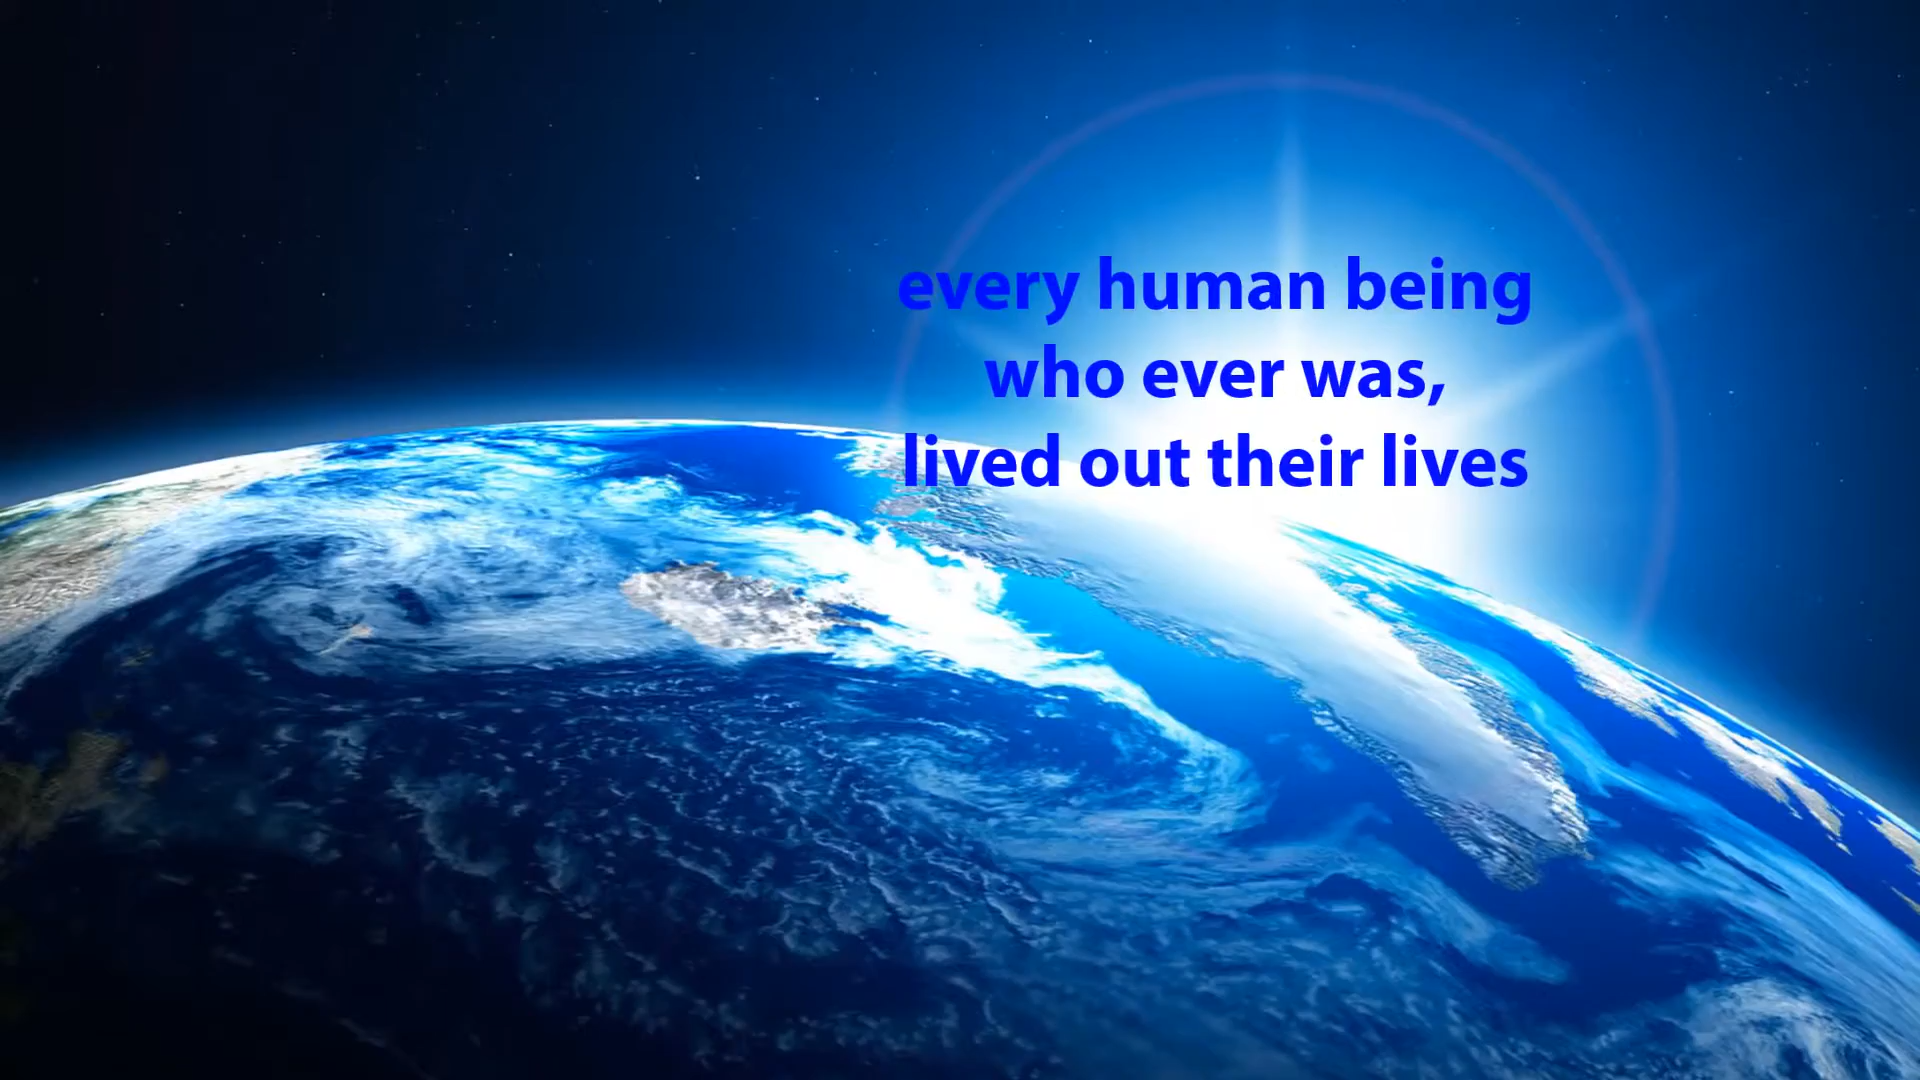 every human being
who ever was,
lived out their lives